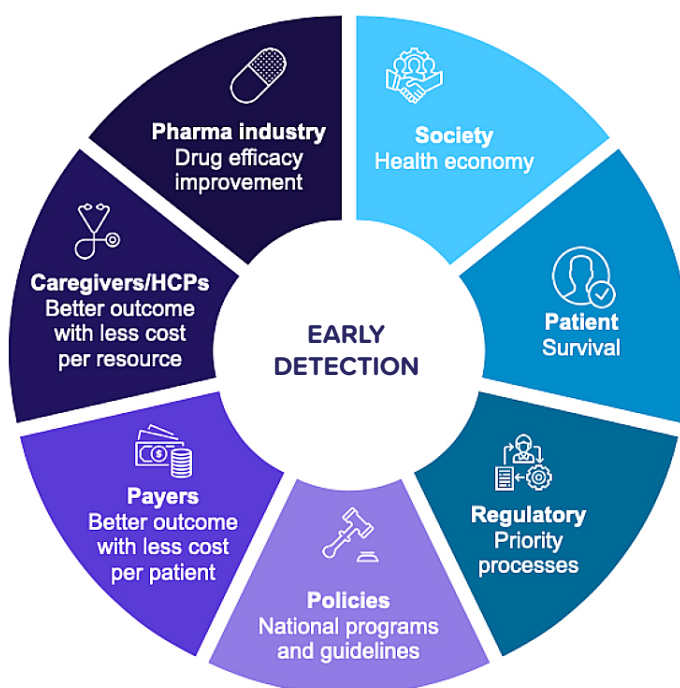 Pharma industry
Drug efficacy
improvement
Society
Health economy
Patient
Survival
Regulatory
Priority
processes
Policies
National programs
and guidelines
Payers
Better outcome
with less cost
per patient
Caregivers/HCPs
Better outcome
with less cost
per resource
EARLY
DETECTION
$